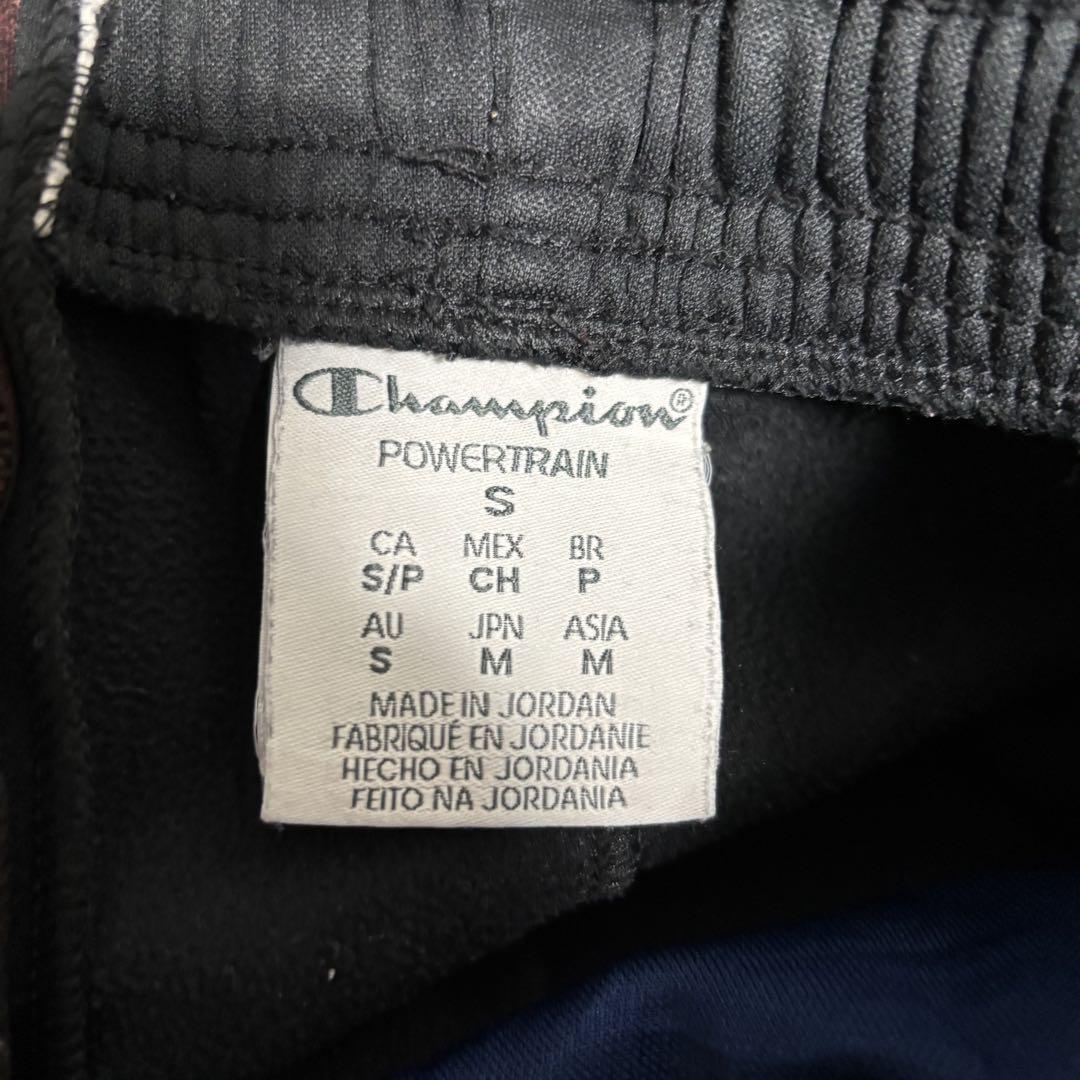 Champion®
POWERTRAIN
S
CA MEX BR
S/P CH P
AU JPN ASIA
S M M
MADE IN JORDAN
FABRIQUÉ EN JORDANIE
HECHO EN JORDANIA
FEITO NA JORDANIA